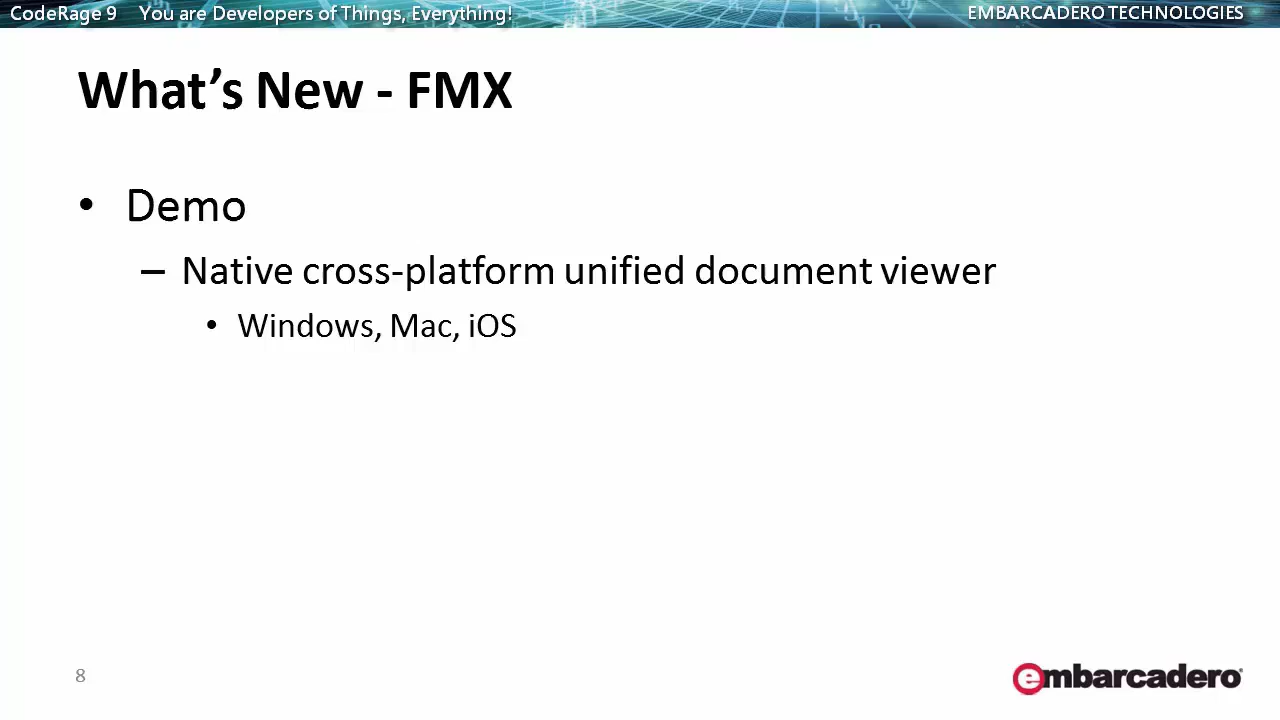 CodeRage 9 You are Developers of Things, Everything!
EMBARCADERO TECHNOLOGIES
What's New - FMX
• Demo
– Native cross-platform unified document viewer
• Windows, Mac, iOS
8
embarcadero